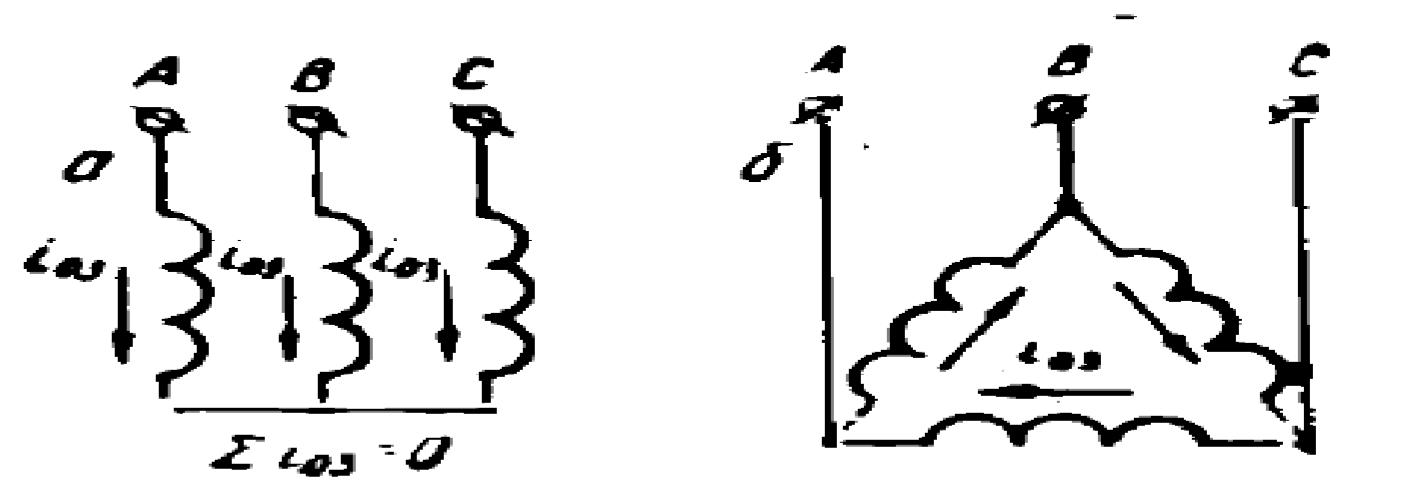 A B C
A B C
а
б
i₀₃ i₀₃ i₀₃
i₀₃
Σ i₀₃ = 0